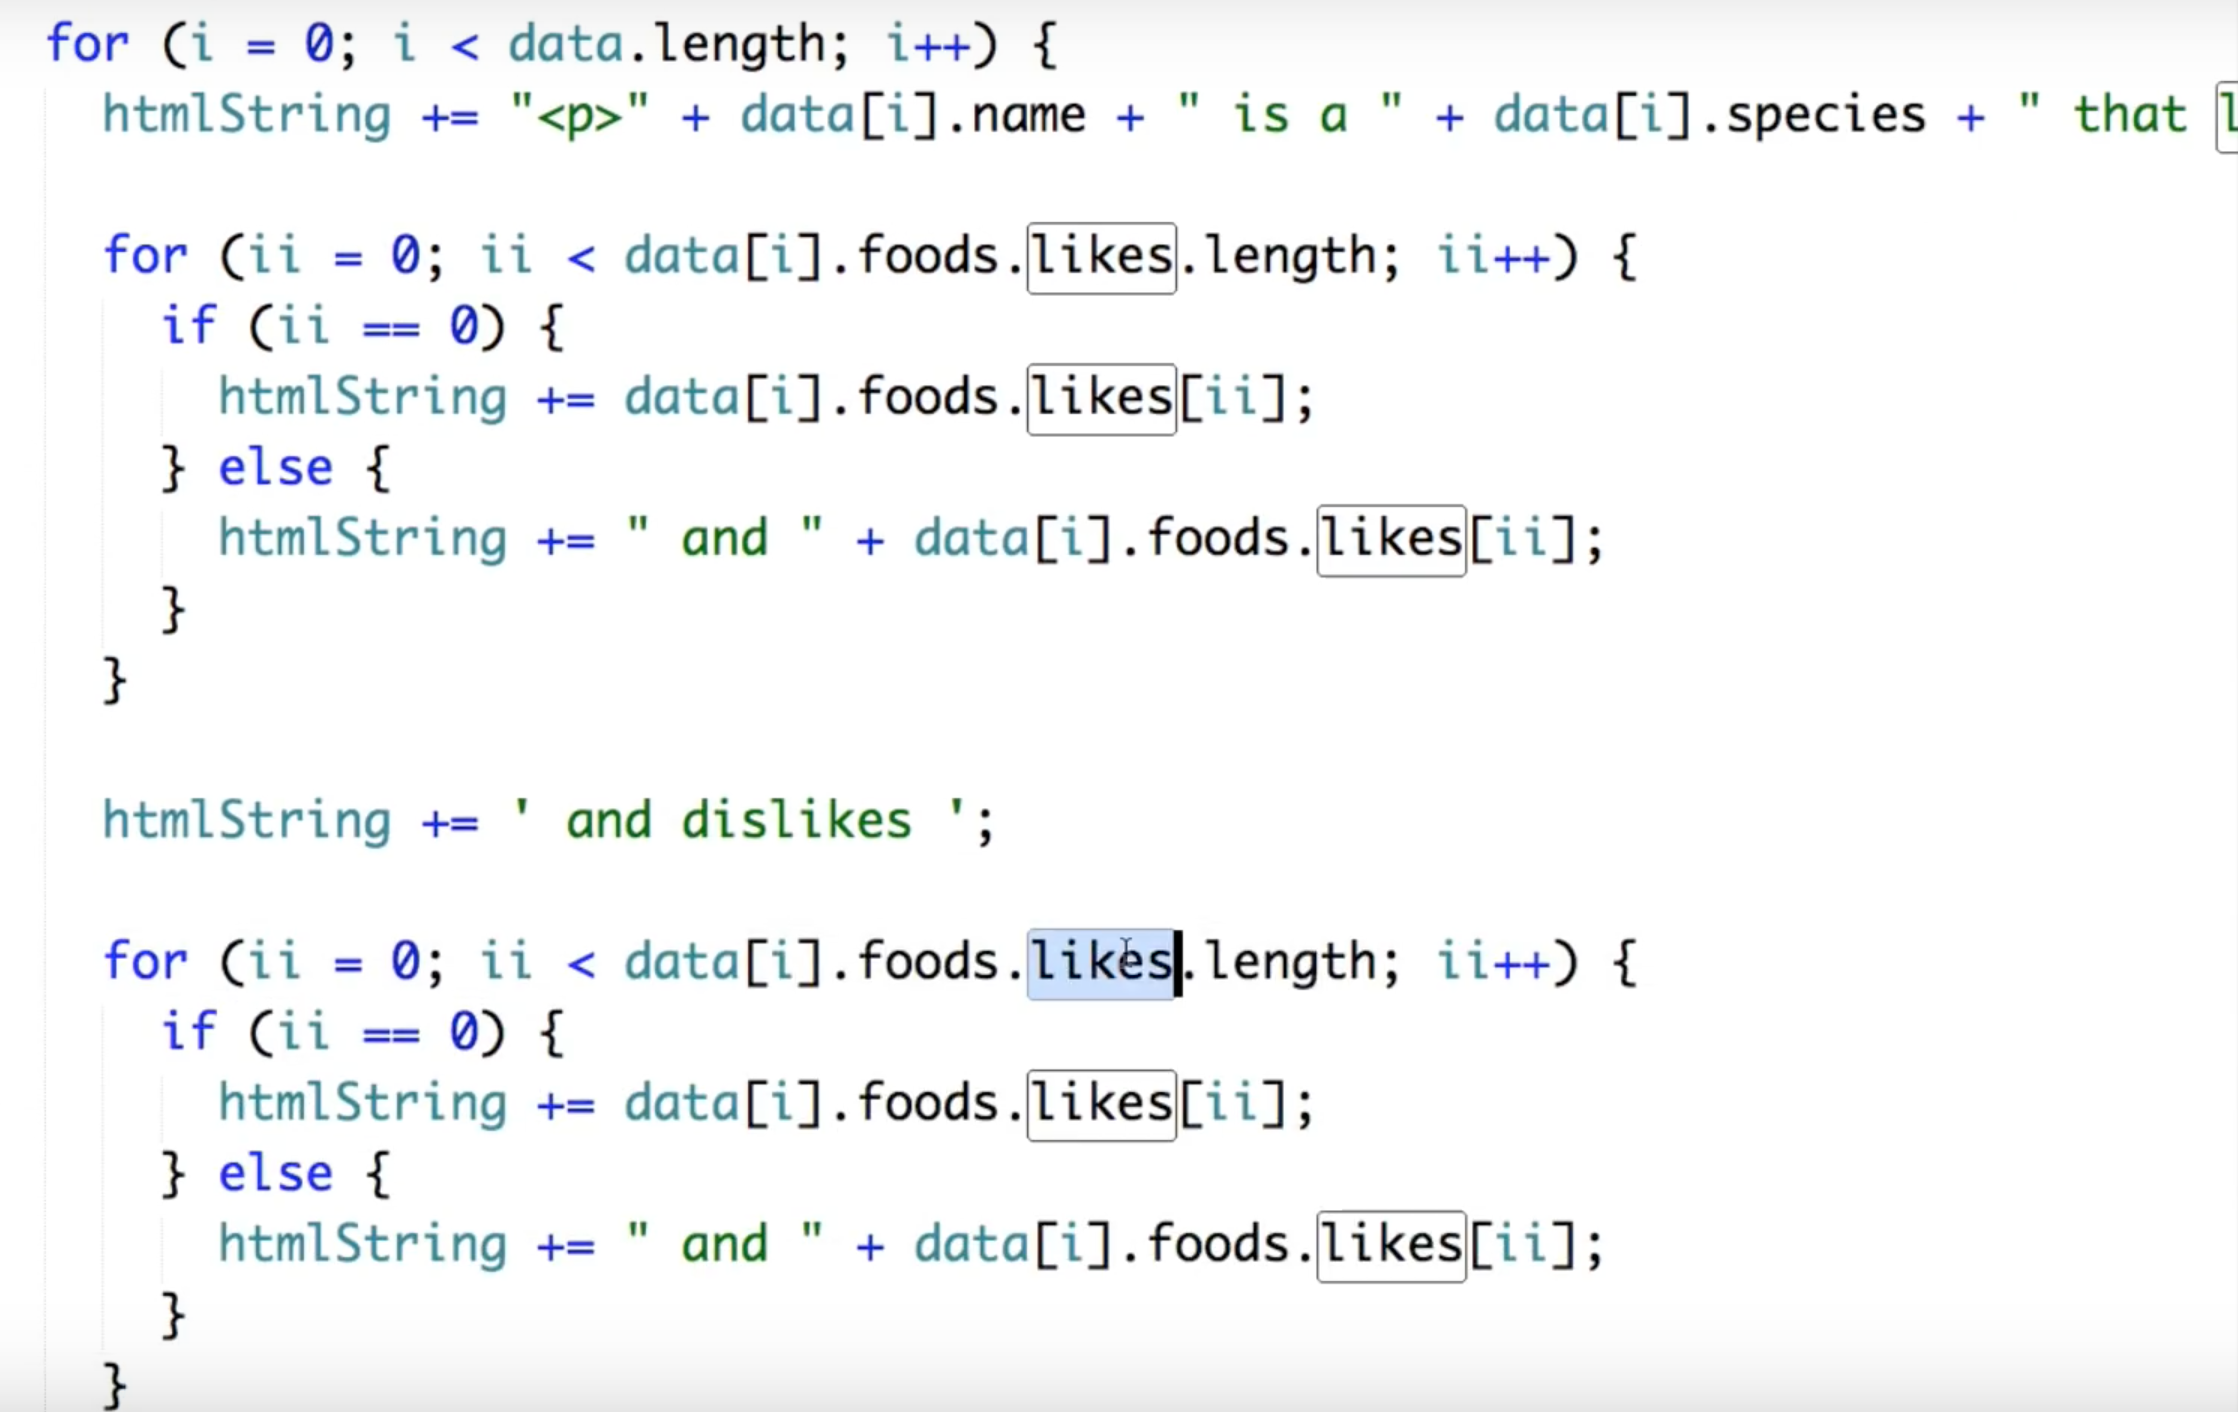 for (i = 0; i < data.length; i++) {
htmlString += "<p>" + data[i].name + " is a " + data[i].species + " that
for (ii = 0; ii < data[i].foods.likes.length; ii++) {
if (ii == 0) {
htmlString += data[i].foods.likes[ii];
} else {
htmlString += " and " + data[i].foods.likes[ii];
}
}
htmlString += ' and dislikes ';
for (ii = 0; ii < data[i].foods.likes.length; ii++) {
if (ii == 0) {
htmlString += data[i].foods.likes[ii];
} else {
htmlString += " and " + data[i].foods.likes[ii];
}
}